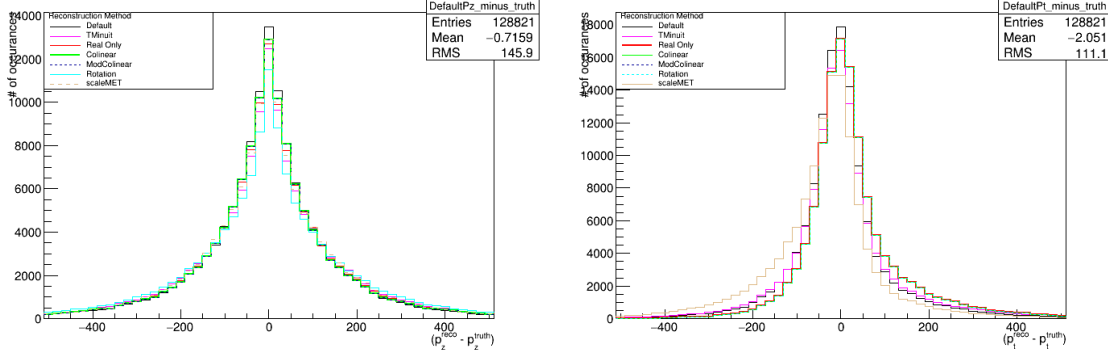 DefaultPz_minus_truth
Entries 128821
Mean −0.7159
RMS 145.9
Reconstruction Method
Default
TMinuit
Real Only
Colinear
ModColinear
Rotation
scaleMET
# of occurances
14000
12000
10000
8000
6000
4000
2000
0
−400 −200 0 200 400
(p_z^reco - p_z^truth)
DefaultPt_minus_truth
Entries 128821
Mean −2.051
RMS 111.1
Reconstruction Method
Default
TMinuit
Real Only
Colinear
ModColinear
Rotation
scaleMET
# of occurances
18000
16000
14000
12000
10000
8000
6000
4000
2000
0
−400 −200 0 200 400
(p_t^reco - p_t^truth)